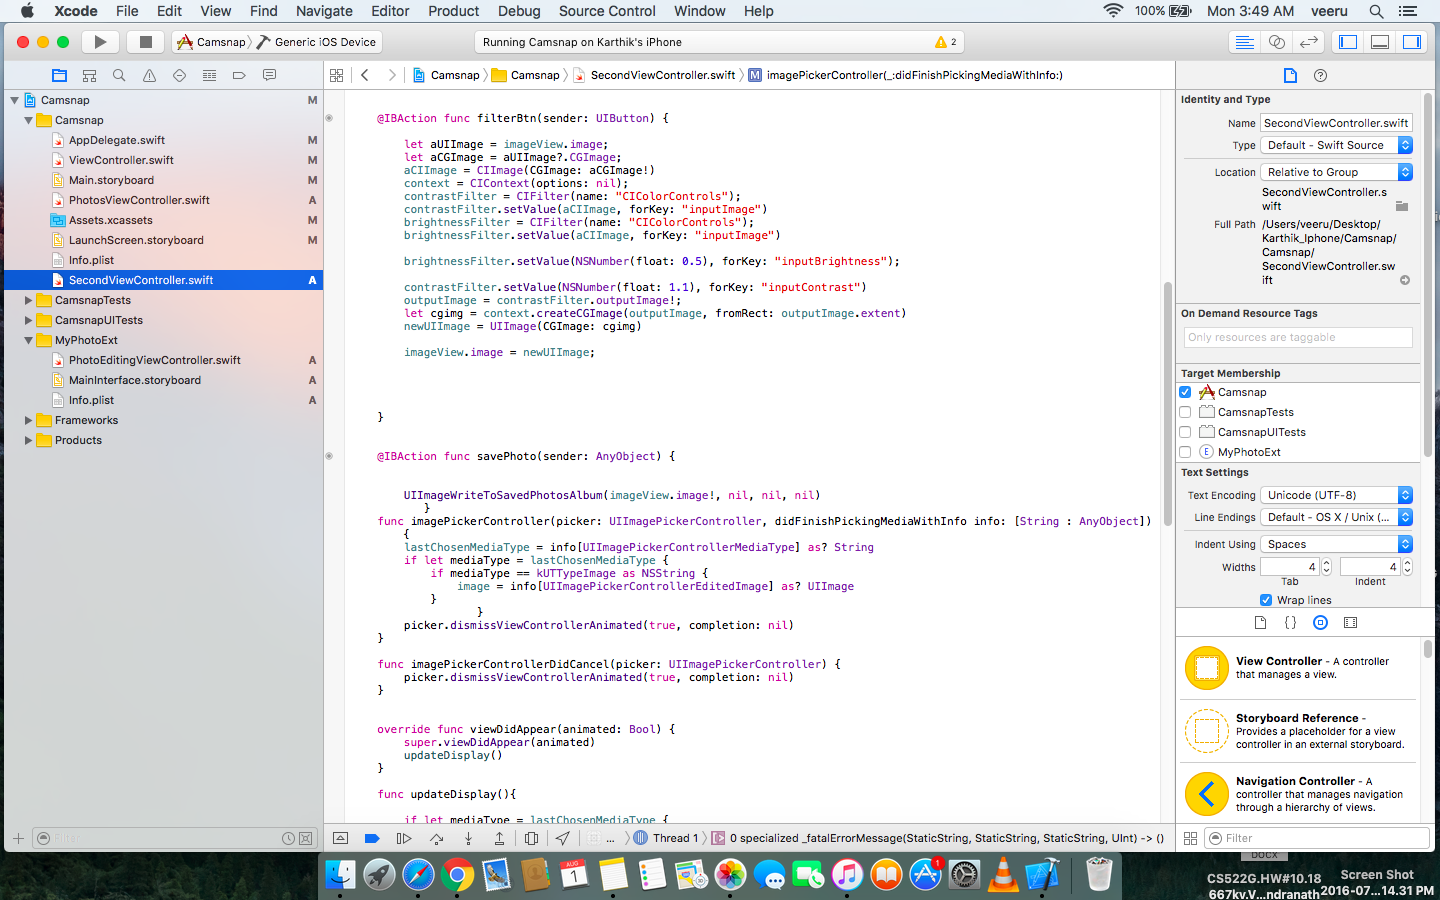 Xcode File Edit View Find Navigate Editor Product Debug Source Control Window Help 100% Mon 3:49 AM veeru
Camsnap Generic iOS Device Running Camsnap on Karthik's iPhone 2
Camsnap Camsnap SecondViewController.swift M imagePickerController(_:didFinishPickingMediaWithInfo:)
Camsnap M
Camsnap
AppDelegate.swift M
ViewController.swift M
Main.storyboard M
PhotosViewController.swift A
Assets.xcassets M
LaunchScreen.storyboard M
Info.plist
SecondViewController.swift A
CamsnapTests
CamsnapUITests
MyPhotoExt
PhotoEditingViewController.swift A
MainInterface.storyboard A
Info.plist A
Frameworks
Products
Filter
@IBAction func filterBtn(sender: UIButton) {
let aUIImage = imageView.image;
let aCGImage = aUIImage?.CGImage;
aCIImage = CIImage(CGImage: aCGImage!)
context = CIContext(options: nil);
contrastFilter = CIFilter(name: "CIColorControls");
contrastFilter.setValue(aCIImage, forKey: "inputImage")
brightnessFilter = CIFilter(name: "CIColorControls");
brightnessFilter.setValue(aCIImage, forKey: "inputImage")
brightnessFilter.setValue(NSNumber(float: 0.5), forKey: "inputBrightness");
contrastFilter.setValue(NSNumber(float: 1.1), forKey: "inputContrast")
outputImage = contrastFilter.outputImage!;
let cgimg = context.createCGImage(outputImage, fromRect: outputImage.extent)
newUIImage = UIImage(CGImage: cgimg)
imageView.image = newUIImage;
}
@IBAction func savePhoto(sender: AnyObject) {
UIImageWriteToSavedPhotosAlbum(imageView.image!, nil, nil, nil)
}
func imagePickerController(picker: UIImagePickerController, didFinishPickingMediaWithInfo info: [String : AnyObject])
{
lastChosenMediaType = info[UIImagePickerControllerMediaType] as? String
if let mediaType = lastChosenMediaType {
if mediaType == kUTTypeImage as NSString {
image = info[UIImagePickerControllerEditedImage] as? UIImage
}
}
picker.dismissViewControllerAnimated(true, completion: nil)
}
func imagePickerControllerDidCancel(picker: UIImagePickerController) {
picker.dismissViewControllerAnimated(true, completion: nil)
}
override func viewDidAppear(animated: Bool) {
super.viewDidAppear(animated)
updateDisplay()
}
func updateDisplay(){
if let mediaType = lastChosenMediaType {
... Thread 1 0 specialized _fatalErrorMessage(StaticString, StaticString, StaticString, UInt) -> ()
Identity and Type
Name SecondViewController.swift
Type Default - Swift Source
Location Relative to Group
SecondViewController.s
wift
Full Path /Users/veeru/Desktop/
Karthik_Iphone/Camsnap/
Camsnap/
SecondViewController.sw
ift
On Demand Resource Tags
Only resources are taggable
Target Membership
Camsnap
CamsnapTests
CamsnapUITests
E MyPhotoExt
Text Settings
Text Encoding Unicode (UTF-8)
Line Endings Default - OS X / Unix (...
Indent Using Spaces
Widths 4 4
Tab Indent
Wrap lines
View Controller - A controller
that manages a view.
Storyboard Reference -
Provides a placeholder for a view
controller in an external storyboard.
Navigation Controller - A
controller that manages navigation
through a hierarchy of views.
Filter
AUG
1
1
DOCX
CS522G.HW#10.18
667kv.V...ndranath
Screen Shot
2016-07...14.31 PM